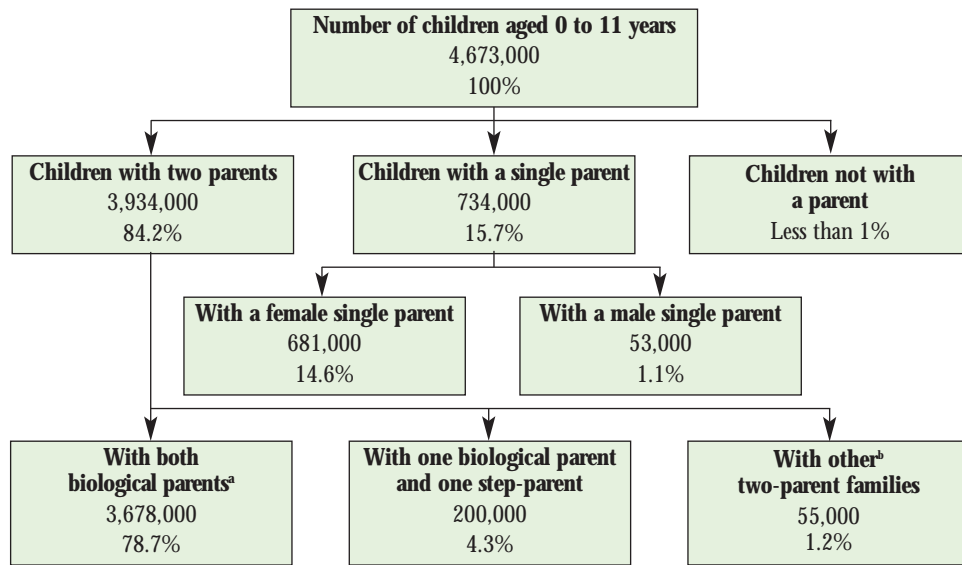 Number of children aged 0 to 11 years
4,673,000
100%
Children with two parents
3,934,000
84.2%
Children with a single parent
734,000
15.7%
Children not with
a parent
Less than 1%
With a female single parent
681,000
14.6%
With a male single parent
53,000
1.1%
With both
biological parentsᵃ
3,678,000
78.7%
With one biological parent
and one step-parent
200,000
4.3%
With otherᵇ
two-parent families
55,000
1.2%